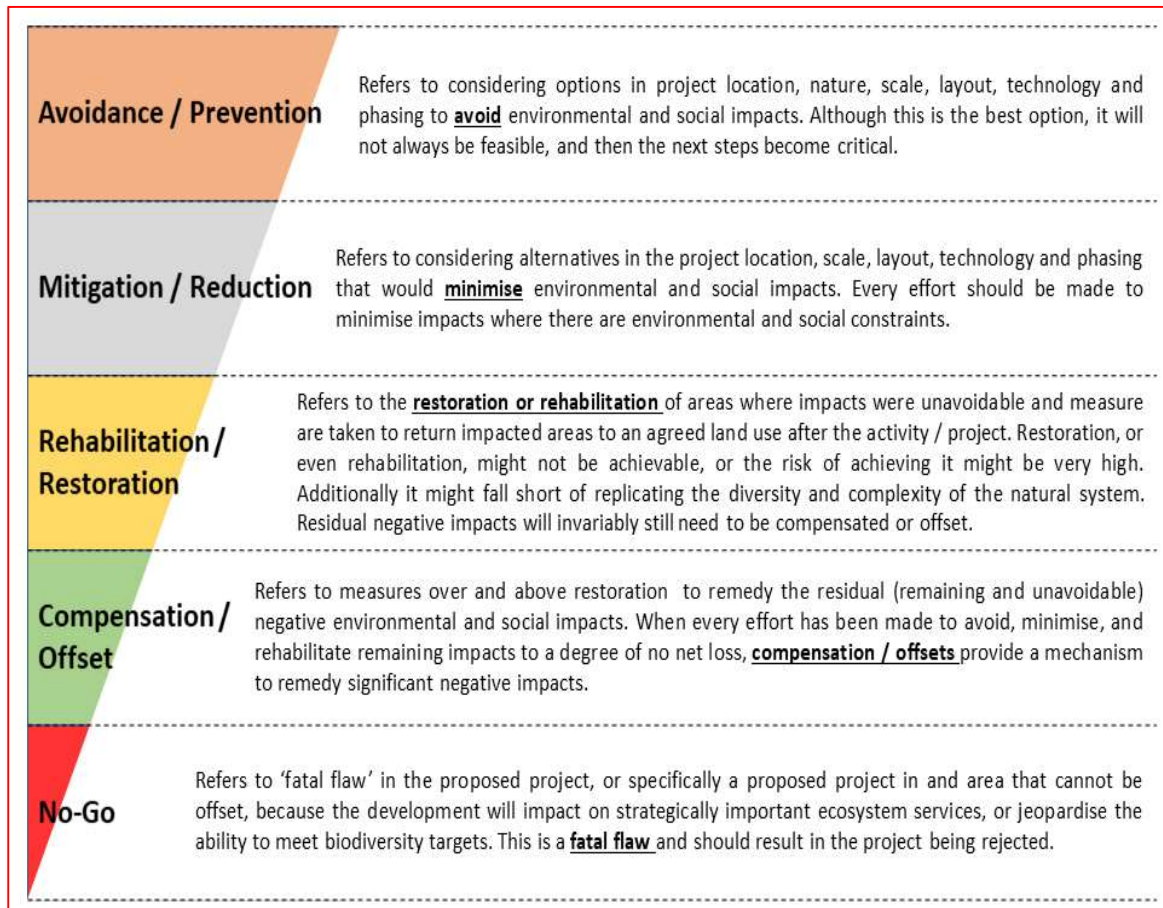 Avoidance / Prevention
Refers to considering options in project location, nature, scale, layout, technology and
phasing to avoid environmental and social impacts. Although this is the best option, it will
not always be feasible, and then the next steps become critical.
Mitigation / Reduction
Refers to considering alternatives in the project location, scale, layout, technology and phasing
that would minimise environmental and social impacts. Every effort should be made to
minimise impacts where there are environmental and social constraints.
Rehabilitation /
Restoration
Refers to the restoration or rehabilitation of areas where impacts were unavoidable and measure
are taken to return impacted areas to an agreed land use after the activity / project. Restoration, or
even rehabilitation, might not be achievable, or the risk of achieving it might be very high.
Additionally it might fall short of replicating the diversity and complexity of the natural system.
Residual negative impacts will invariably still need to be compensated or offset.
Compensation /
Offset
Refers to measures over and above restoration to remedy the residual (remaining and unavoidable)
negative environmental and social impacts. When every effort has been made to avoid, minimise, and
rehabilitate remaining impacts to a degree of no net loss, compensation / offsets provide a mechanism
to remedy significant negative impacts.
No-Go
Refers to ‘fatal flaw’ in the proposed project, or specifically a proposed project in and area that cannot be
offset, because the development will impact on strategically important ecosystem services, or jeopardise the
ability to meet biodiversity targets. This is a fatal flaw and should result in the project being rejected.